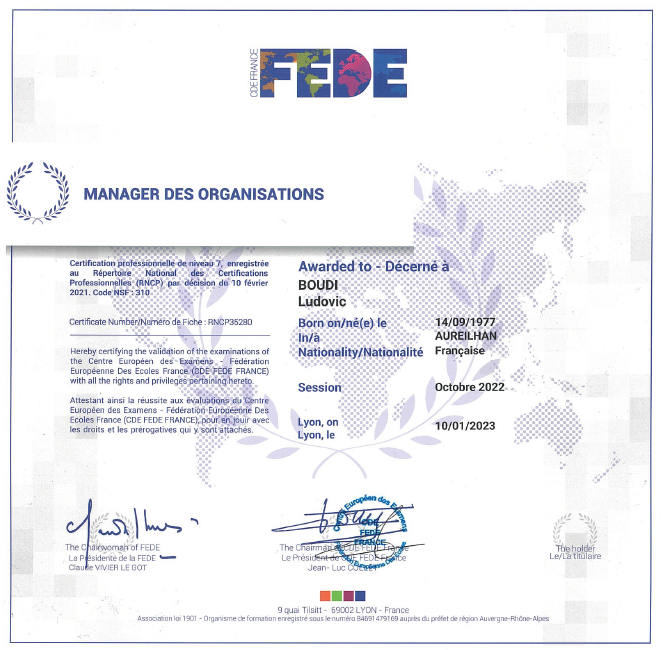 CDE FRANCE
FEDE
MANAGER DES ORGANISATIONS
Certification professionnelle de niveau 7, enregistrée
au Répertoire National des Certifications
Professionnelles (RNCP) par décision du 10 février
2021. Code NSF : 310
Certificate Number/Numéro de Fiche : RNCP35280
Hereby certifying the validation of the examinations of
the Centre Européen des Examens - Fédération
Européenne Des Ecoles France (CDE FEDE FRANCE)
with all the rights and privileges pertaining hereto.
Attestant ainsi la réussite aux évaluations du Centre
Européen des Examens - Fédération Européenne Des
Ecoles France (CDE FEDE FRANCE), pour en jouir avec
les droits et les prérogatives qui y sont attachés.
Awarded to - Décerné à
BOUDI
Ludovic
Born on/né(e) le 14/09/1977
In/à AUREILHAN
Nationality/Nationalité Française
Session Octobre 2022
Lyon, on
Lyon, le 10/01/2023
The Chairwoman of FEDE
La Présidente de la FEDE
Claude VIVIER LE GOT
The Chairman of CDE FEDE France
Le Président de CDE FEDE France
Jean- Luc
Centre Européen des Examens
CDE
FEDE
FRANCE
The holder
Le/La titulaire
9 quai Tilsitt - 69002 LYON - France
Association loi 1901 - Organisme de formation enregistré sous le numéro 84691479169 auprès du préfet de région Auvergne-Rhône-Alpes